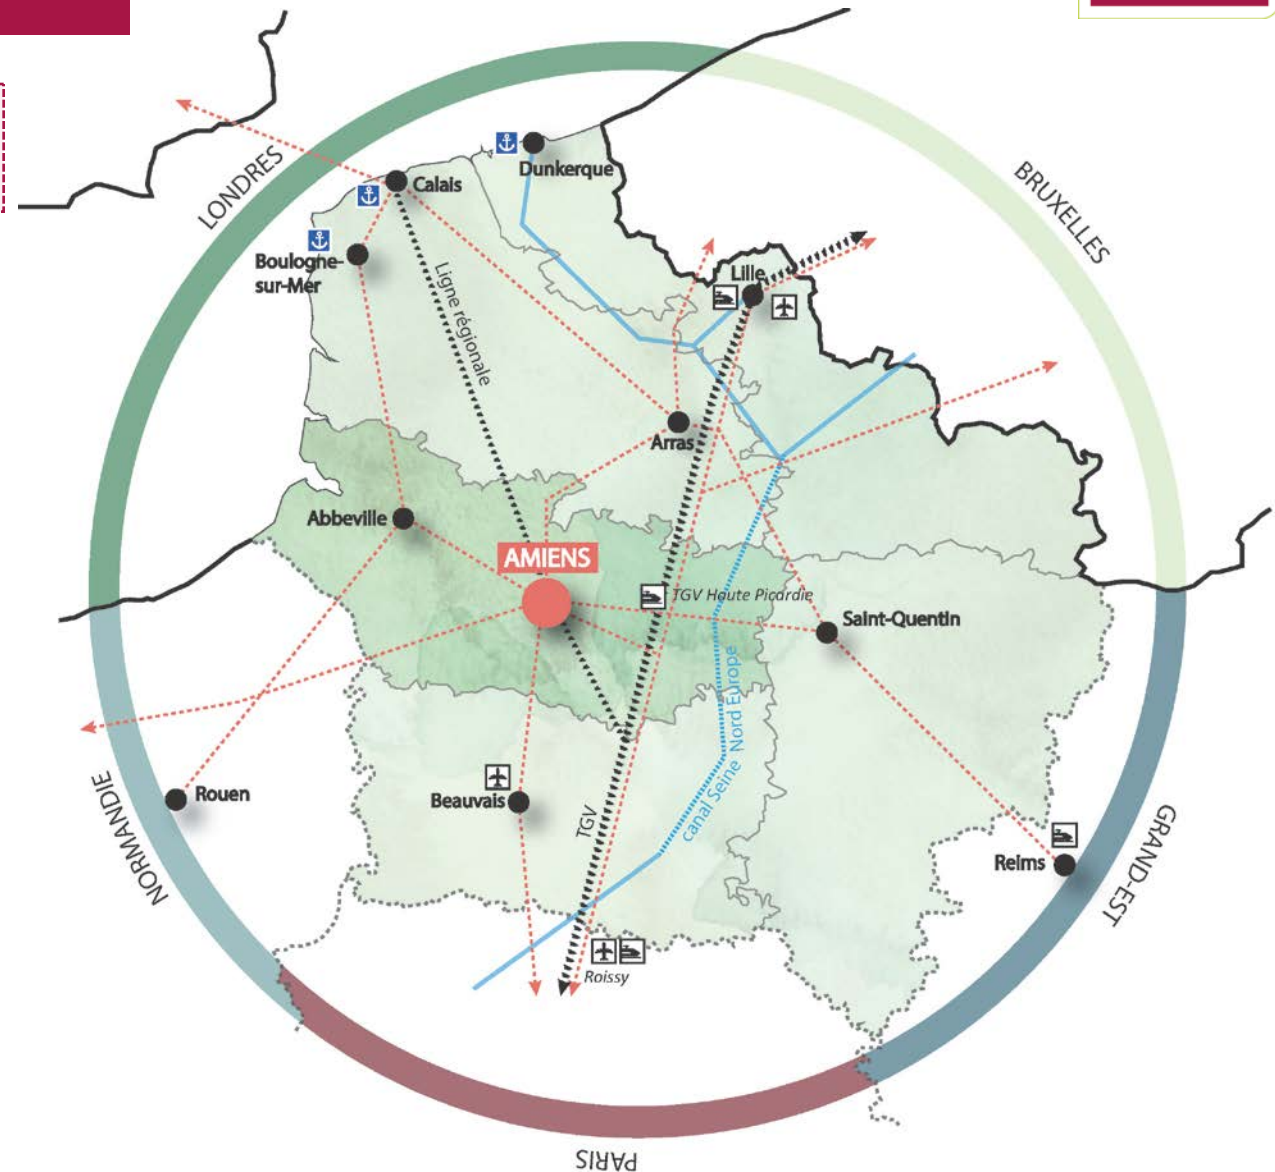 LONDRES
BRUXELLES
Dunkerque
Calais
Boulogne-
sur-Mer
Lille
Ligne régionale
Arras
Abbeville
AMIENS
TGV Haute Picardie
Saint-Quentin
canal Seine Nord Europe
TGV
Beauvais
Rouen
Reims
NORMANDIE
GRAND-EST
Roissy
PARIS